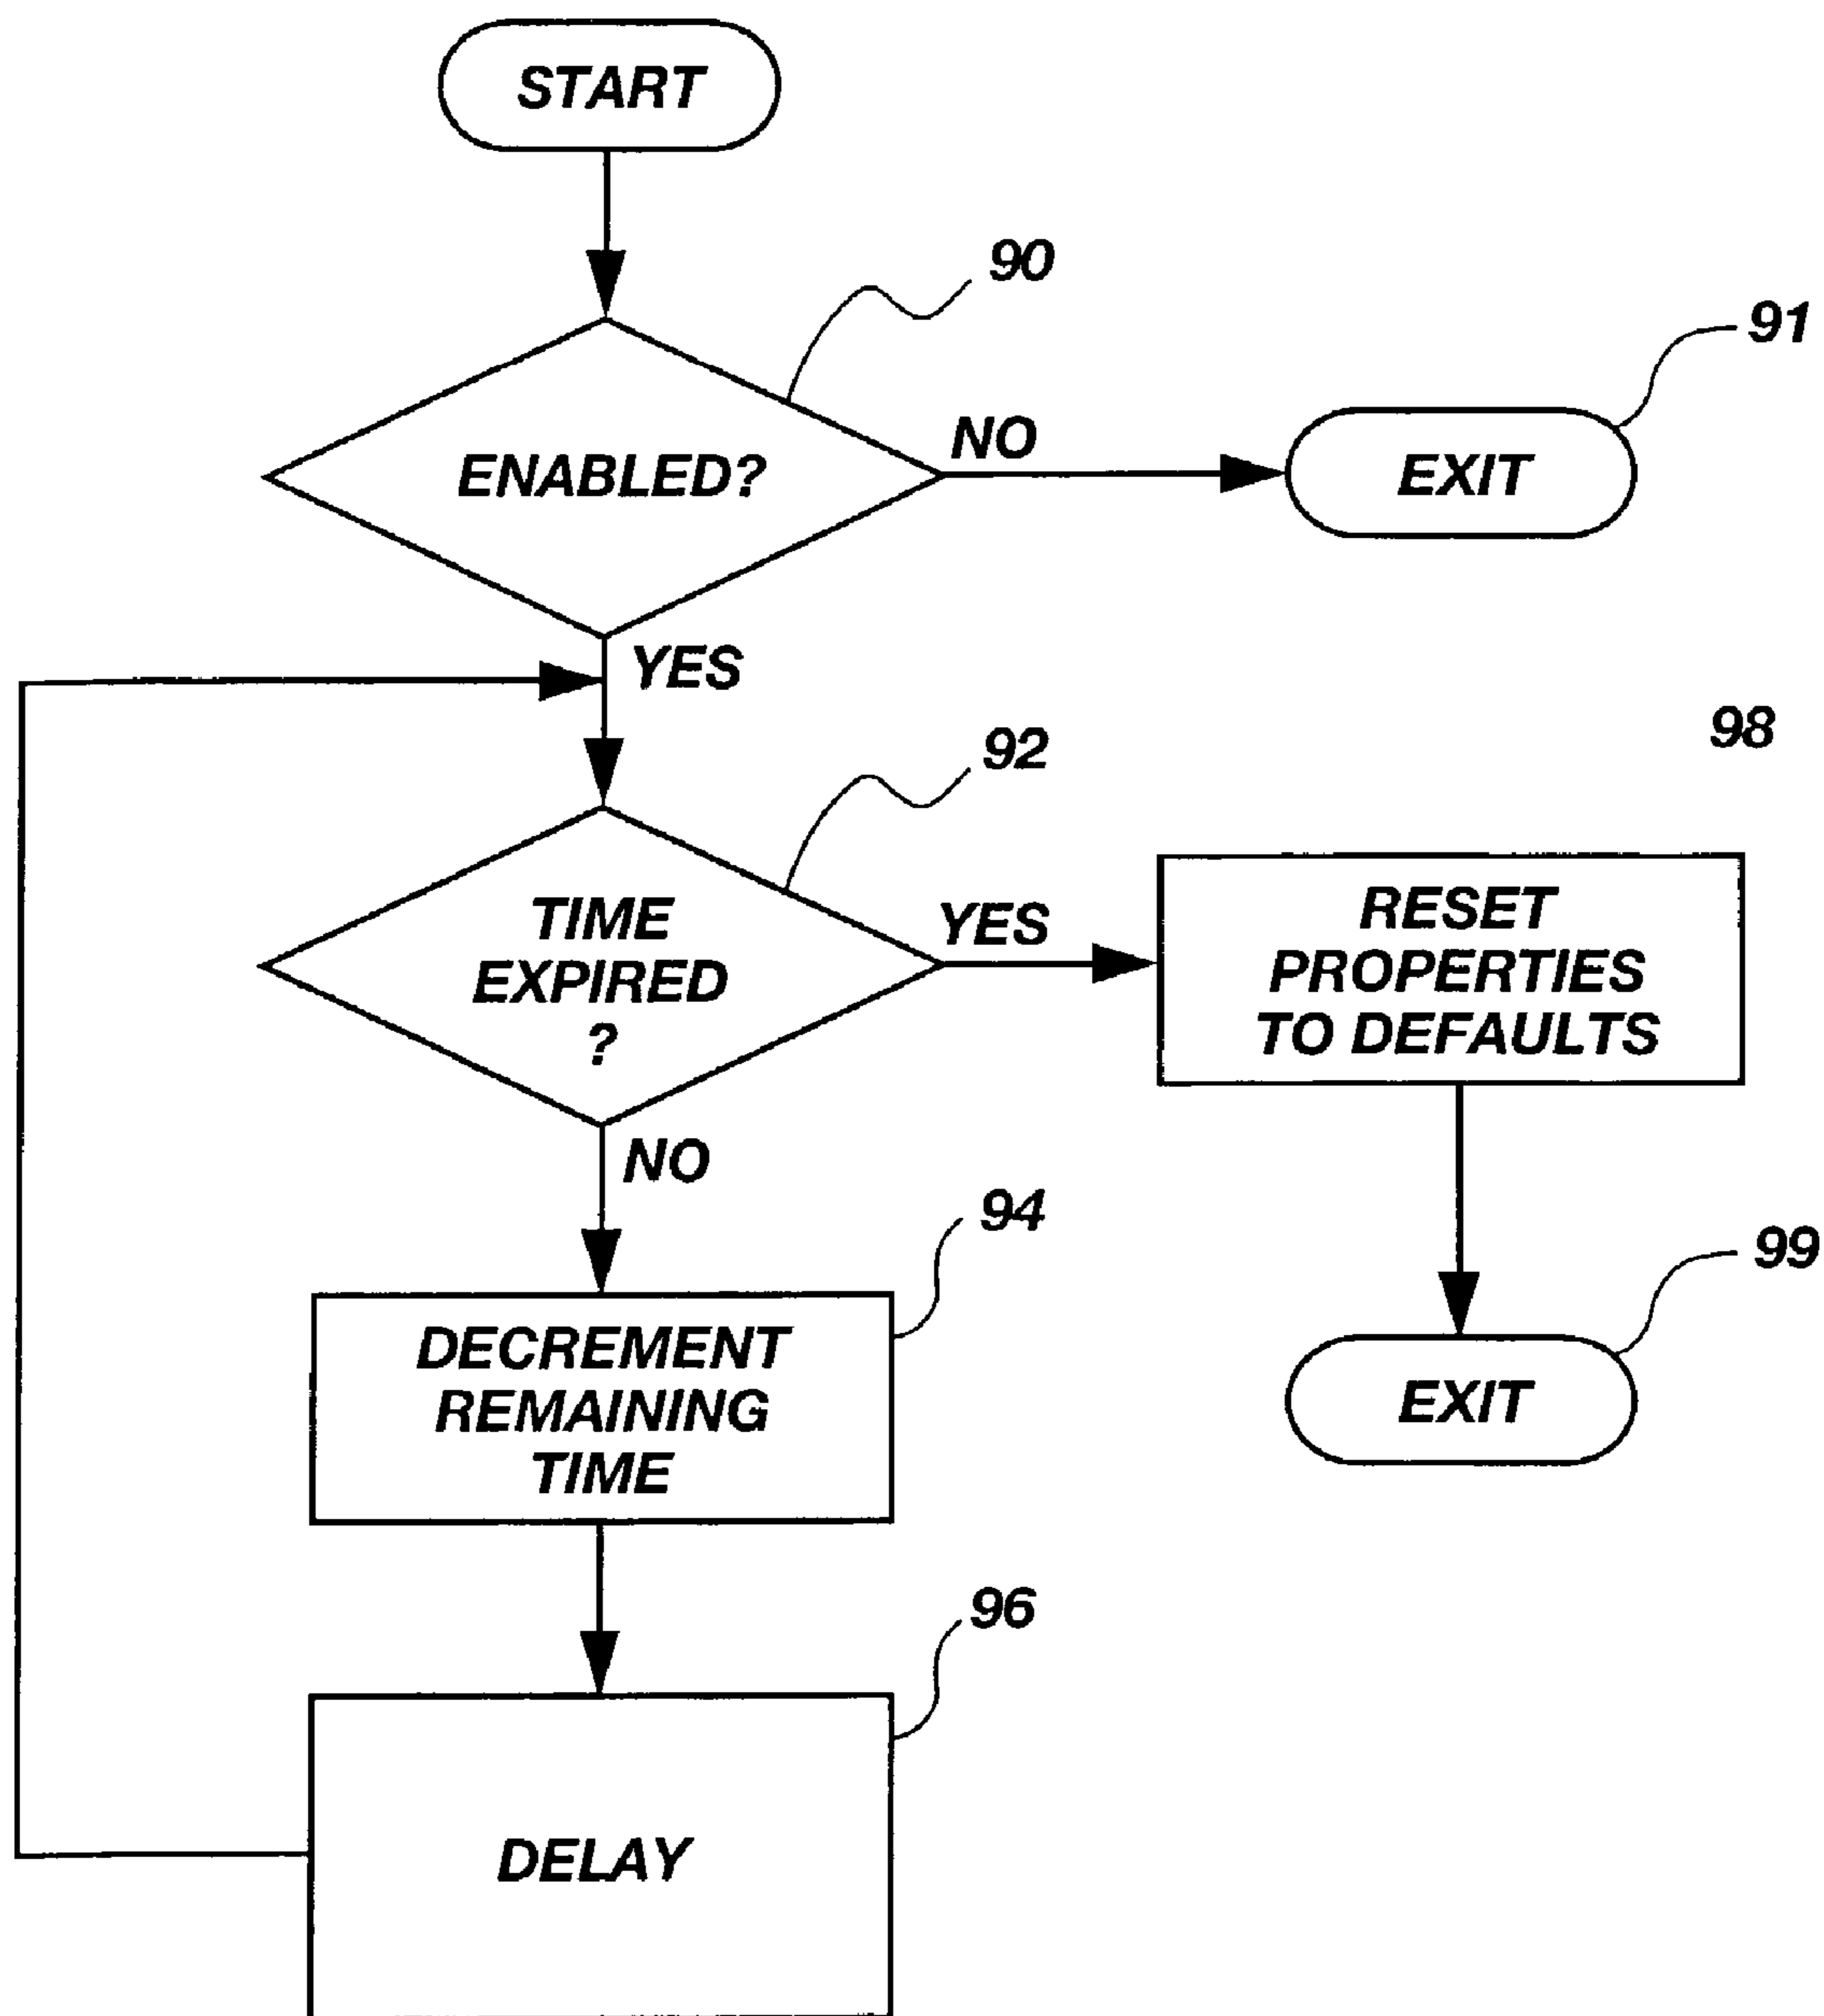 START
90
91
ENABLED?
NO
EXIT
YES
98
92
TIME
EXPIRED
?
YES
RESET
PROPERTIES
TO DEFAULTS
NO
94
99
DECREMENT
REMAINING
TIME
EXIT
96
DELAY